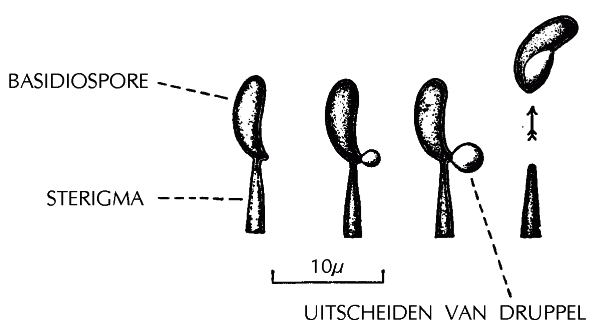 BASIDIOSPORE
STERIGMA
10μ
UITSCHEIDEN VAN DRUPPEL